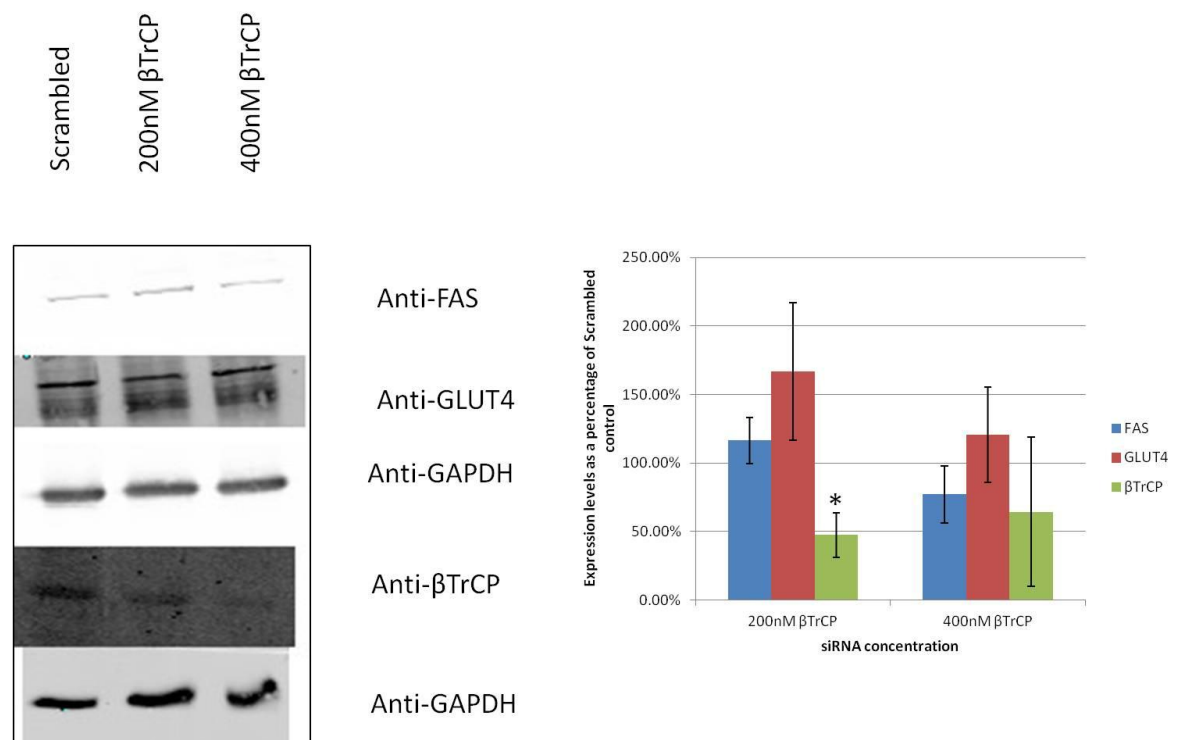 Scrambled
200nM βTrCP
400nM βTrCP
Anti-FAS
Anti-GLUT4
Anti-GAPDH
Anti-βTrCP
Anti-GAPDH
Expression levels as a percentage of Scrambled
control
250.00%
200.00%
150.00%
100.00%
50.00%
0.00%
*
200nM βTrCP
400nM βTrCP
siRNA concentration
FAS
GLUT4
βTrCP